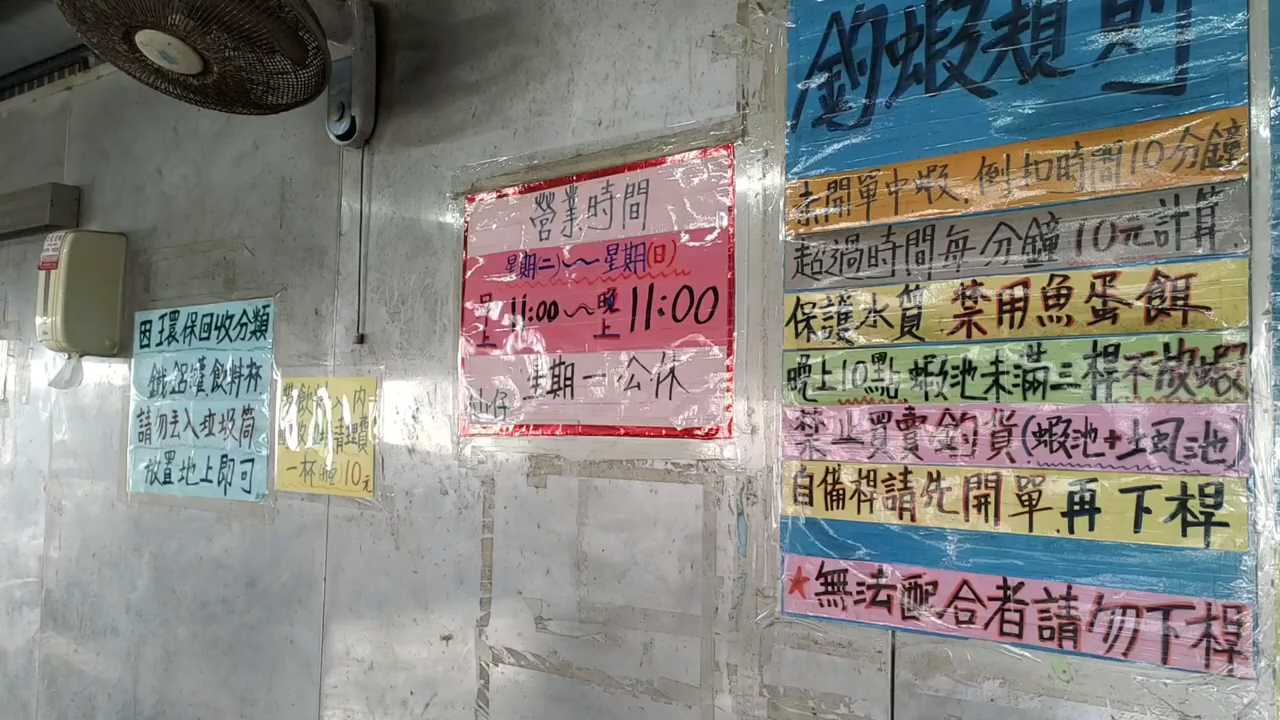 因環保回收分類
鐵鋁罐飲料杯
請勿丟入垃圾筒
放置地上即可
內
一杯 10元
營業時間
星期(二)~~星期(日)
早上 11:00~晚上 11:00
星期一公休
釣蝦規則
未開單中蝦.倒扣時間10分鐘
超過時間每分鐘10元計算.
保護水質.禁用魚蛋餌
晚上10點.蝦池未滿三桿不放蝦
禁止買賣釣貨(蝦池+土風池)
自備桿請先開單.再下桿
★無法配合者請勿下桿